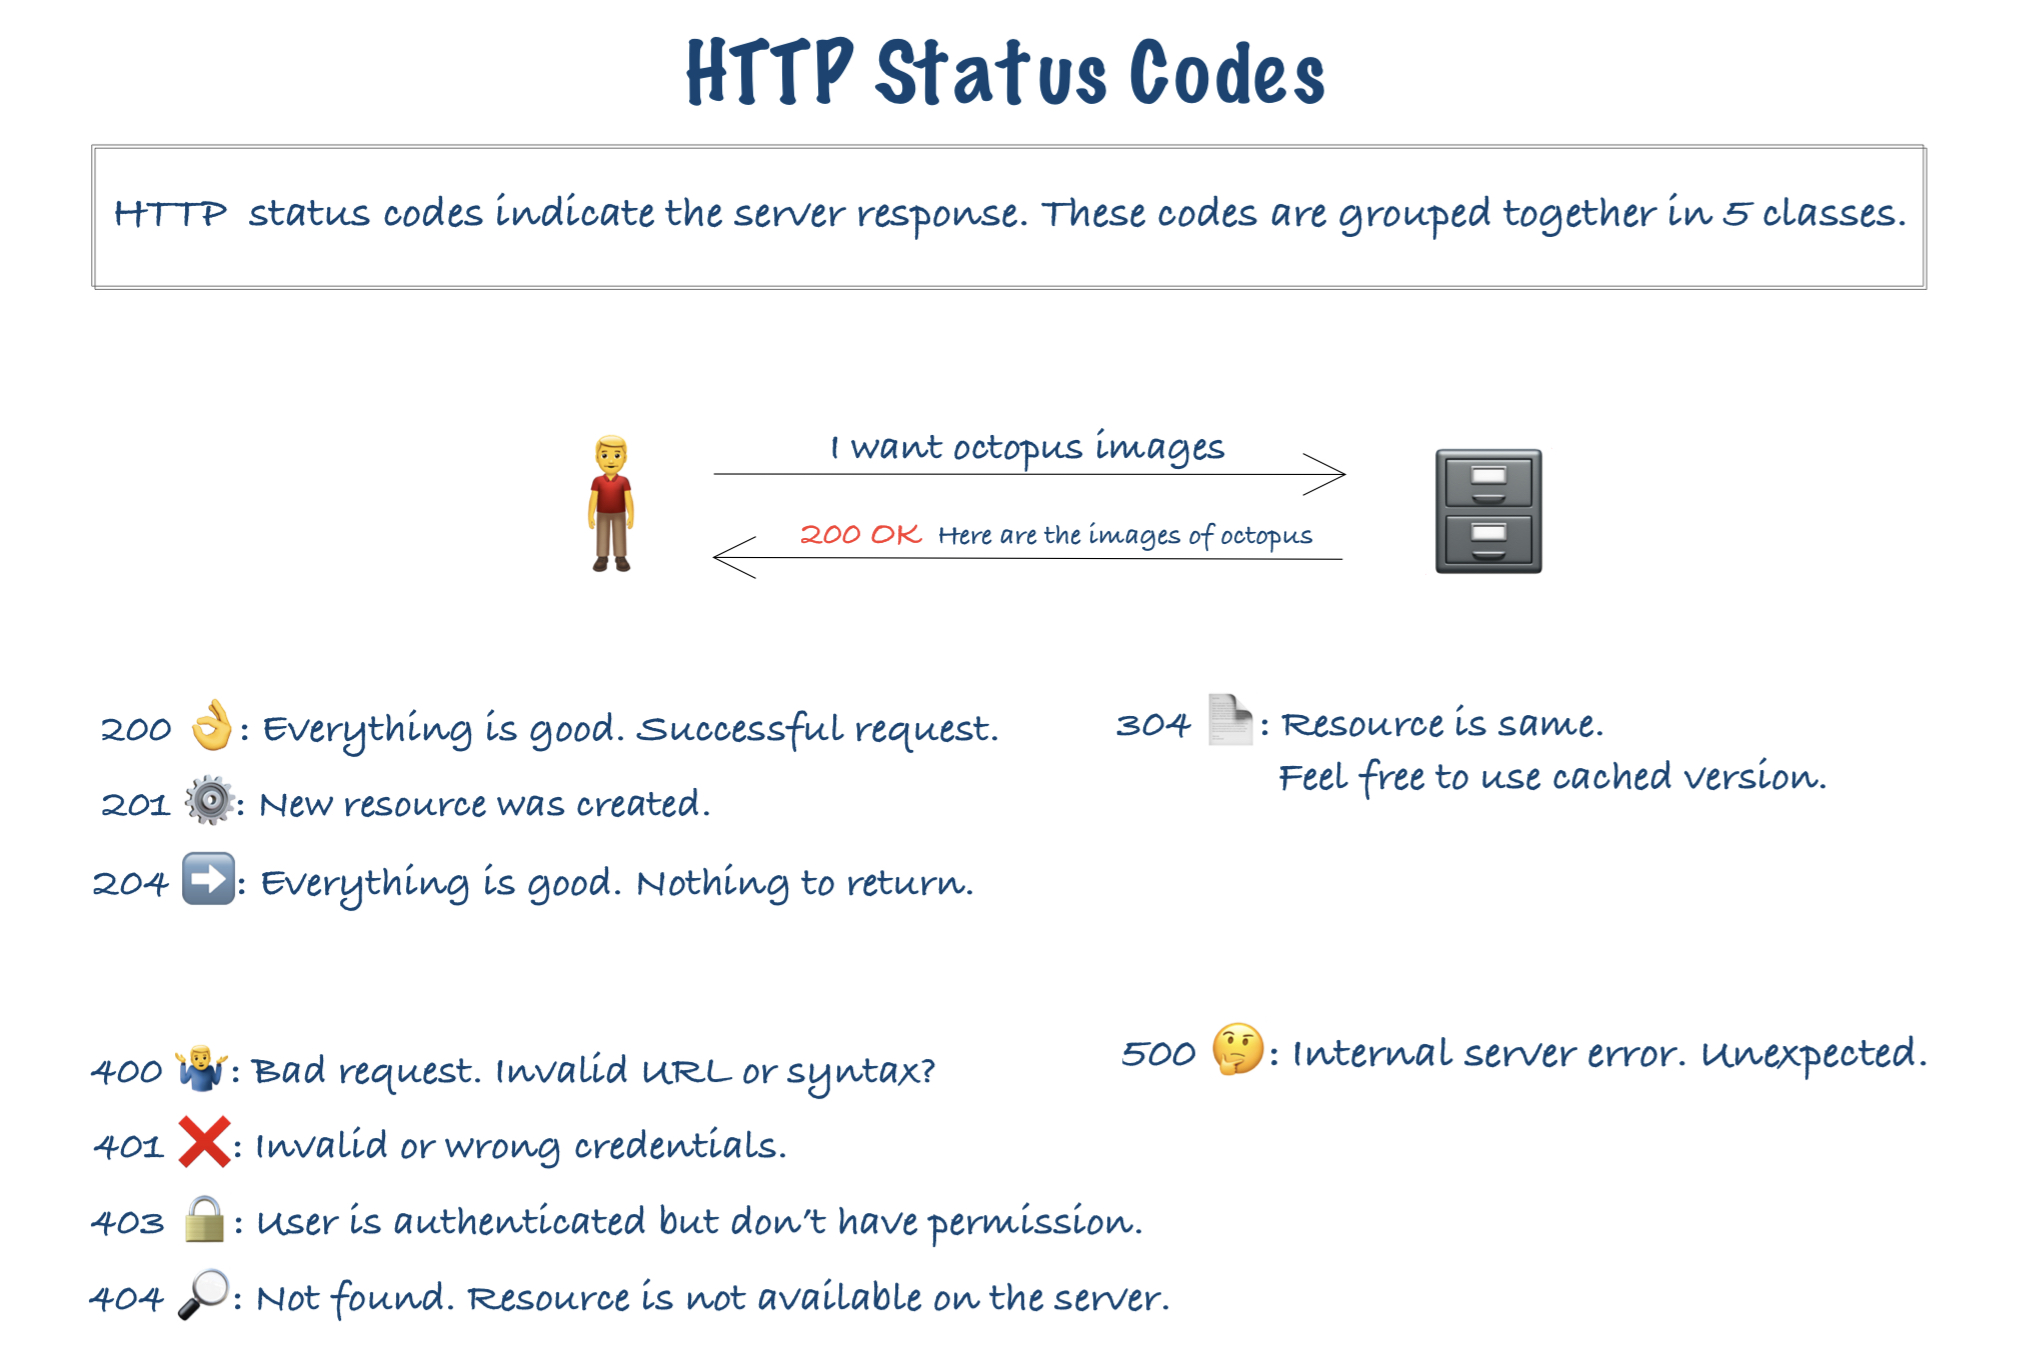 HTTP Status Codes
HTTP status codes indicate the server response. These codes are grouped together in 5 classes.
I want octopus images
200 OK Here are the images of octopus
200 👌: Everything is good. Successful request.
201 ⚙️: New resource was created.
204 ➡️: Everything is good. Nothing to return.
304 📄: Resource is same.
Feel free to use cached version.
400 🤷‍♂️: Bad request. Invalid URL or syntax?
401 ❌: Invalid or wrong credentials.
403 🔒: User is authenticated but don't have permission.
404 🔍: Not found. Resource is not available on the server.
500 🤔: Internal server error. Unexpected.